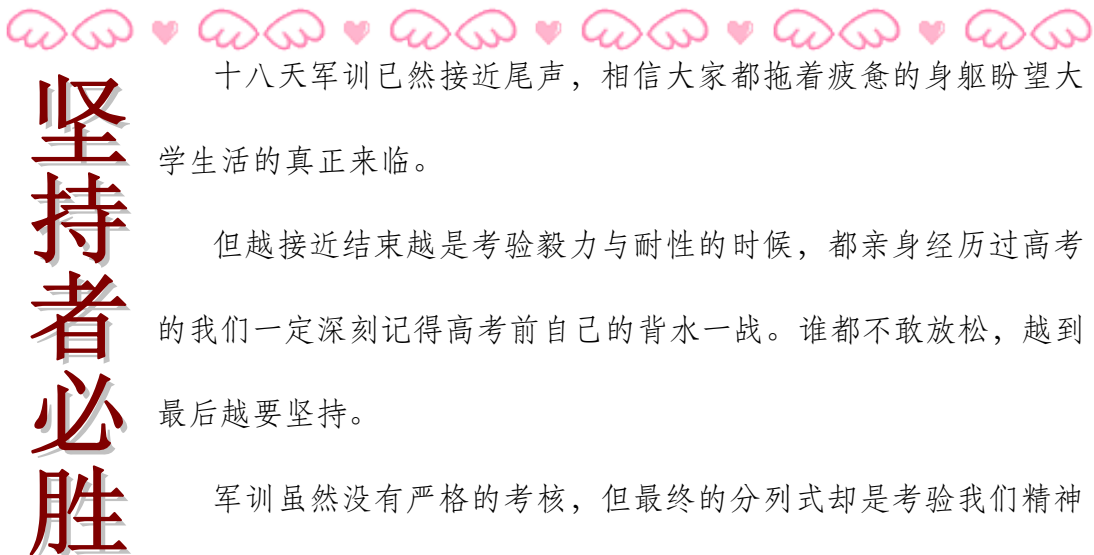 坚持者必胜
十八天军训已然接近尾声，相信大家都拖着疲惫的身躯盼望大
学生活的真正来临。
但越接近结束越是考验毅力与耐性的时候，都亲身经历过高考
的我们一定深刻记得高考前自己的背水一战。谁都不敢放松，越到
最后越要坚持。
军训虽然没有严格的考核，但最终的分列式却是考验我们精神